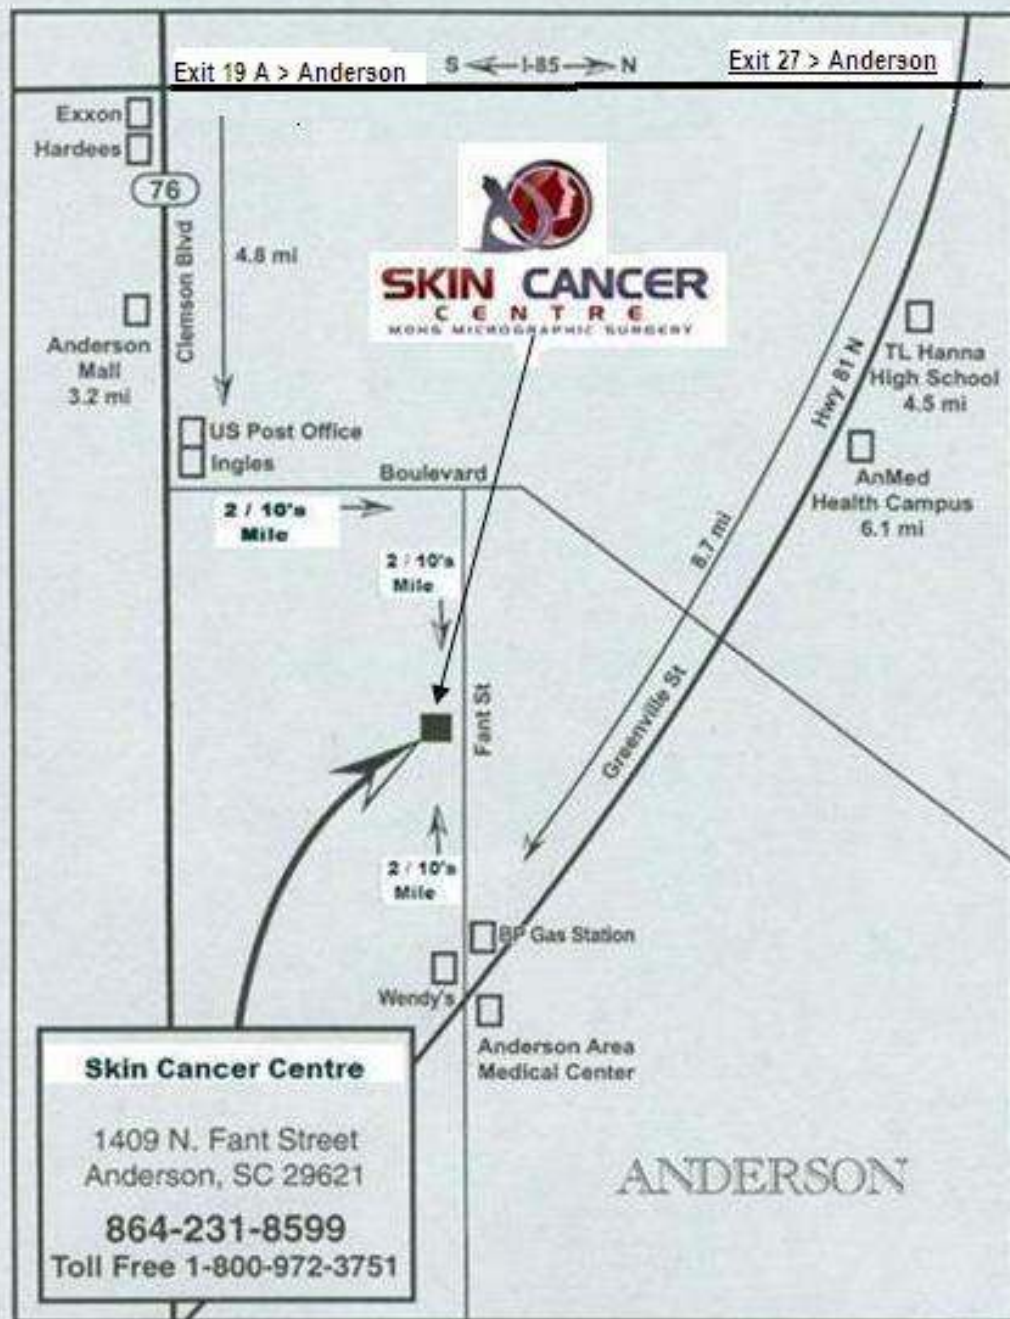 Exit 19 A > Anderson
S I-85 N
Exit 27 > Anderson
Exxon
Hardees
76
Clemson Blvd
4.8 mi
SKIN CANCER
CENTRE
MOHS MICROGRAPHIC SURGERY
Anderson
Mall
3.2 mi
TL Hanna
High School
4.5 mi
Hwy 81 N
US Post Office
Ingles
Boulevard
AnMed
Health Campus
6.1 mi
2 / 10's
Mile
2 / 10's
Mile
8.7 mi
Fant St
Greenville St
2 / 10's
Mile
BP Gas Station
Wendy's
Anderson Area
Medical Center
Skin Cancer Centre
1409 N. Fant Street
Anderson, SC 29621
864-231-8599
Toll Free 1-800-972-3751
ANDERSON